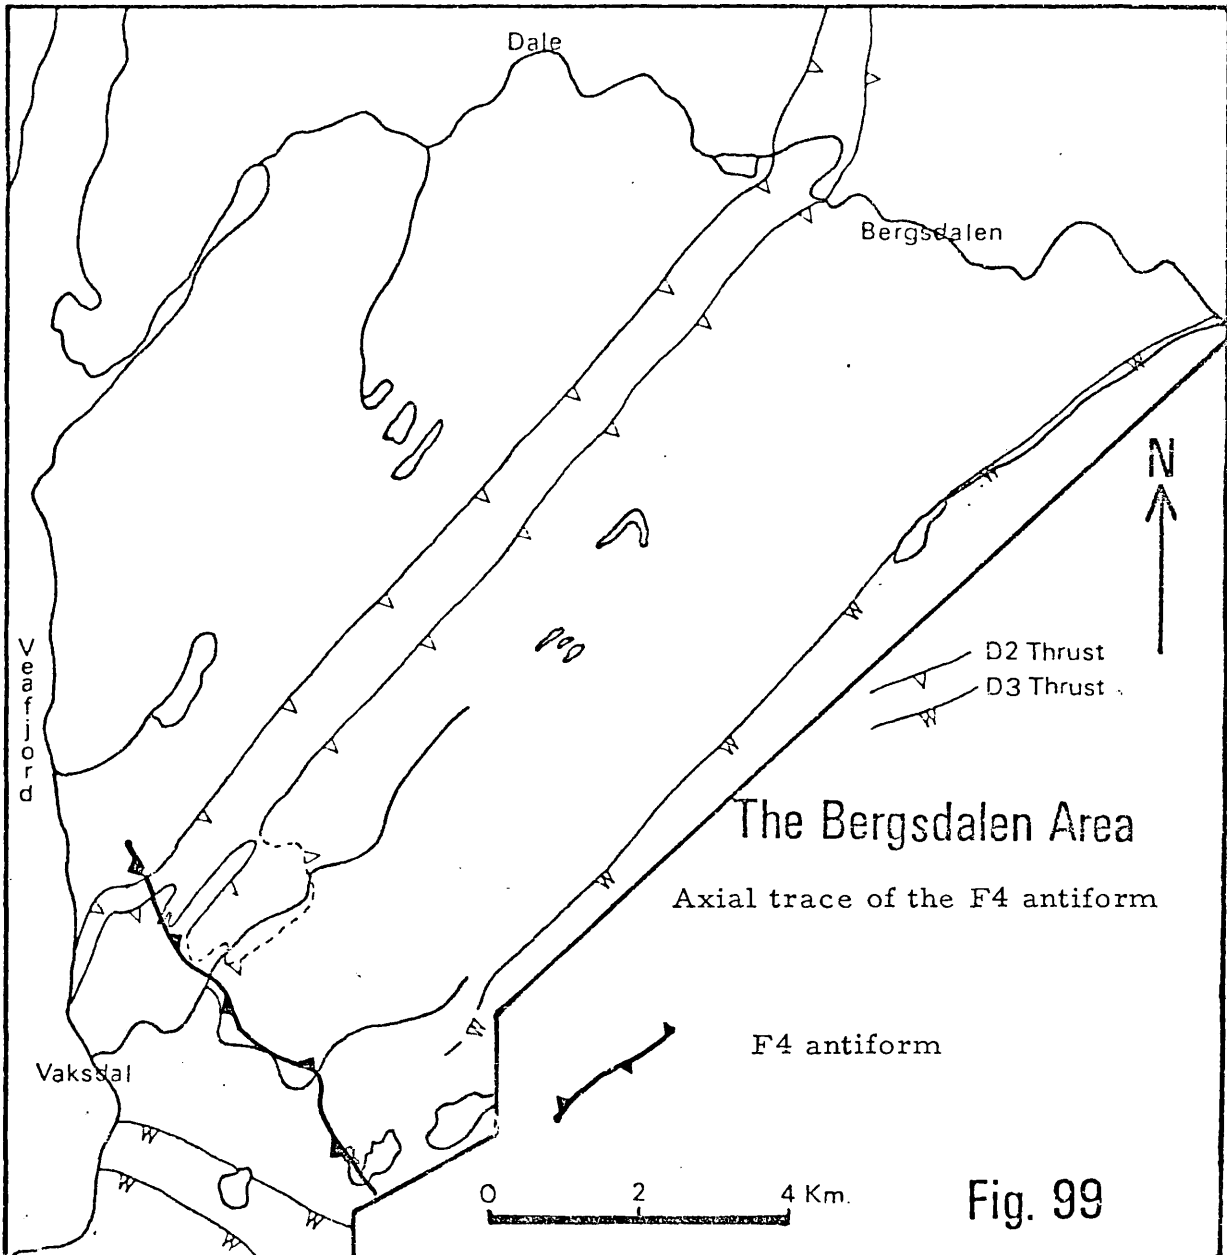 Dale
Bergsdalen
N
Veafjord
D2 Thrust
D3 Thrust
The Bergsdalen Area
Axial trace of the F4 antiform
F4 antiform
Vaksdal
0 2 4 Km.
Fig. 99